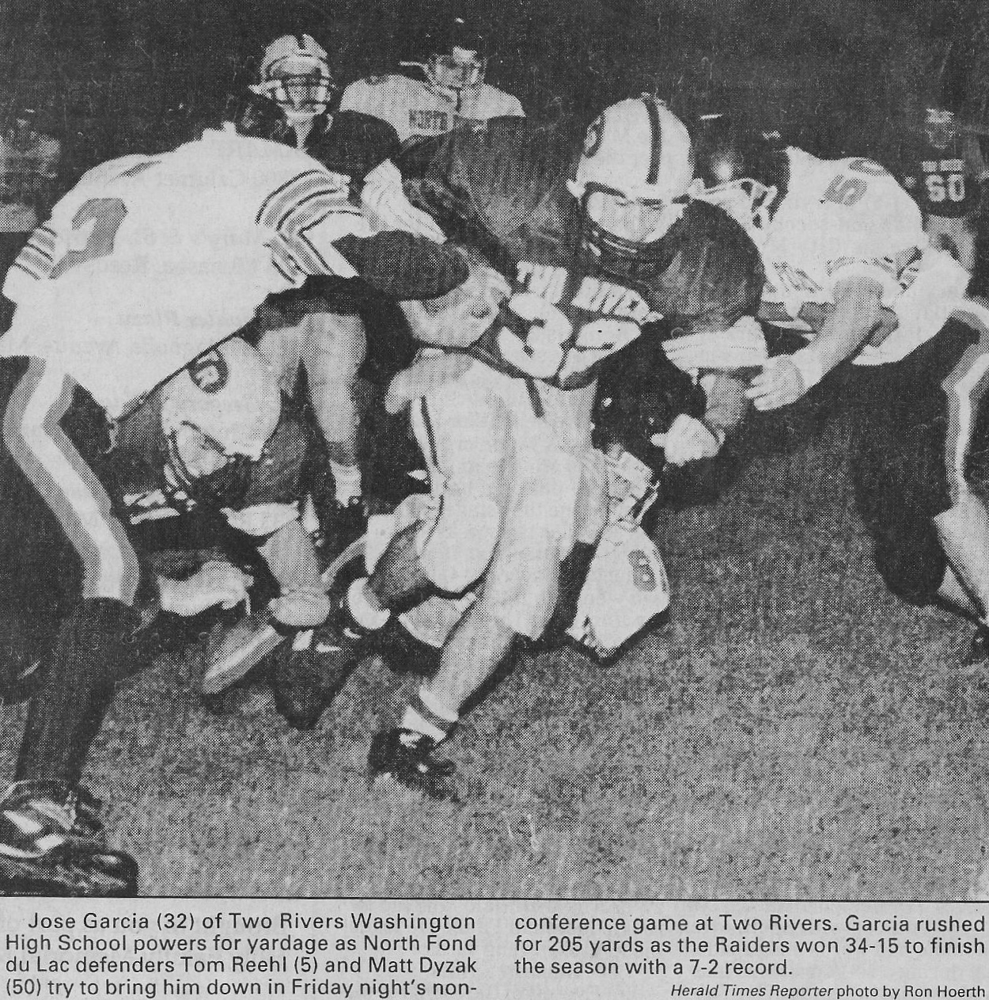 NORTH
TWO RIVERS
32
50
60
Jose Garcia (32) of Two Rivers Washington
High School powers for yardage as North Fond
du Lac defenders Tom Reehl (5) and Matt Dyzak
(50) try to bring him down in Friday night's non-
conference game at Two Rivers. Garcia rushed
for 205 yards as the Raiders won 34-15 to finish
the season with a 7-2 record.
Herald Times Reporter photo by Ron Hoerth